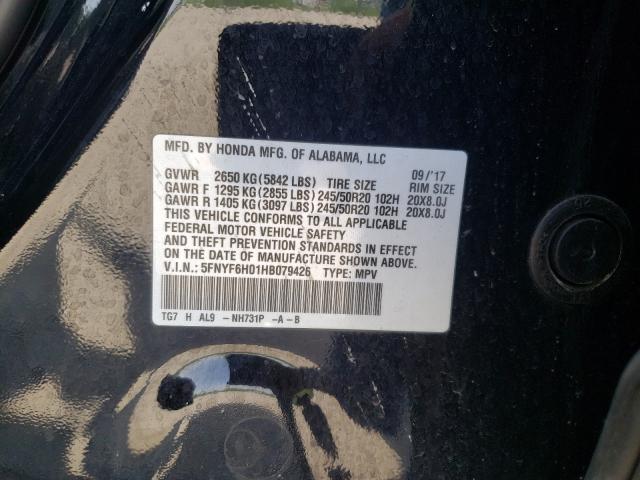 MFD. BY HONDA MFG. OF ALABAMA, LLC
GVWR 2650 KG (5842 LBS) TIRE SIZE 09/'17 RIM SIZE
GAWR F 1295 KG (2855 LBS) 245/50R20 102H 20X8.0J
GAWR R 1405 KG (3097 LBS) 245/50R20 102H 20X8.0J
THIS VEHICLE CONFORMS TO ALL APPLICABLE
FEDERAL MOTOR VEHICLE SAFETY
AND THEFT PREVENTION STANDARDS IN EFFECT
ON THE DATE OF MANUFACTURE SHOWN ABOVE.
V.I.N.: 5FNYF6H01HB079426 TYPE: MPV
TG7 H AL9 -NH731P -A-B